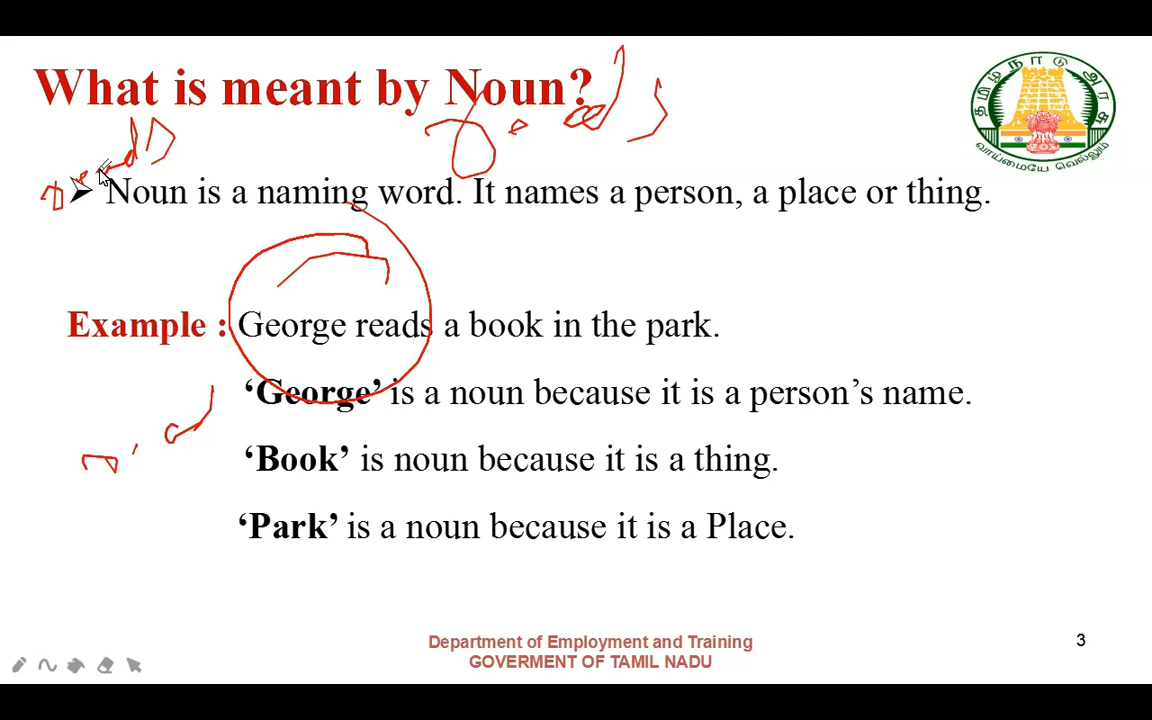 What is meant by Noun?
தமிழ்நாடு அரசு
வாய்மையே வெல்லும்
➢ Noun is a naming word. It names a person, a place or thing.
Example : George reads a book in the park.
‘George’ is a noun because it is a person’s name.
‘Book’ is noun because it is a thing.
‘Park’ is a noun because it is a Place.
Department of Employment and Training
GOVERMENT OF TAMIL NADU
3